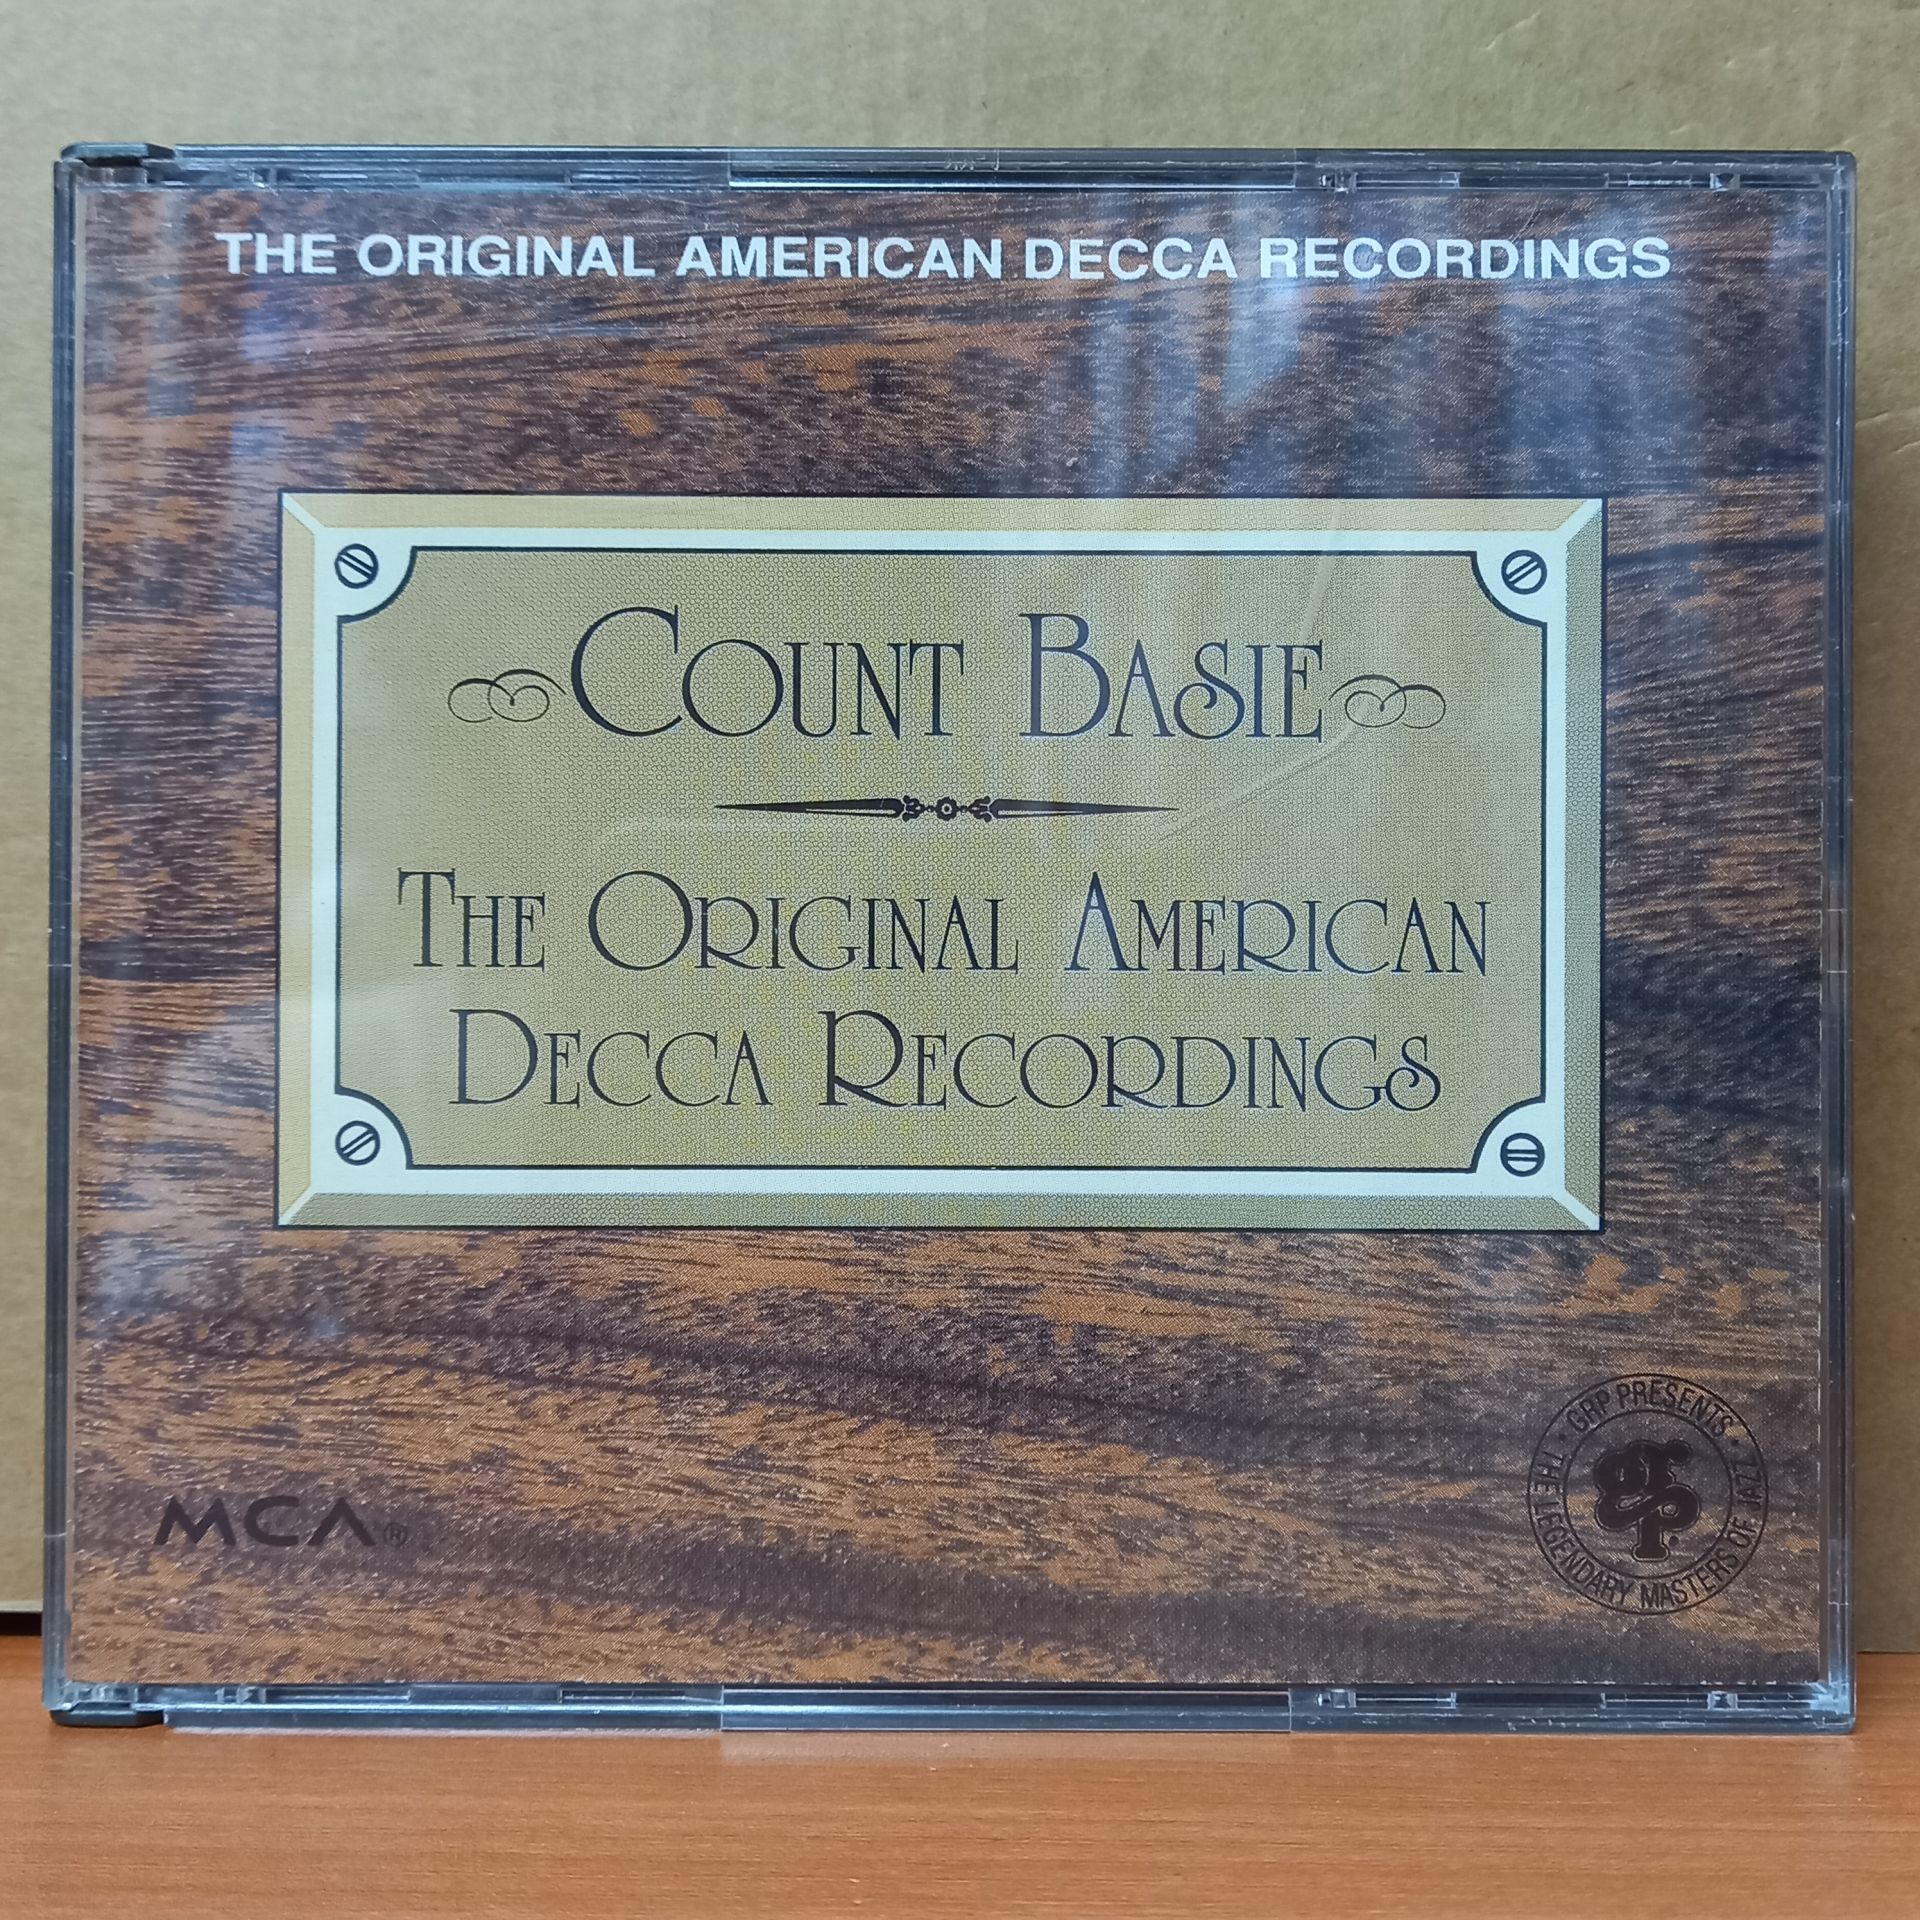 THE ORIGINAL AMERICAN DECCA RECORDINGS
COUNT BASIE
THE ORIGINAL AMERICAN
DECCA RECORDINGS
MCA®
• GRP PRESENTS •
THE LEGENDARY MASTERS OF JAZZ
GRP